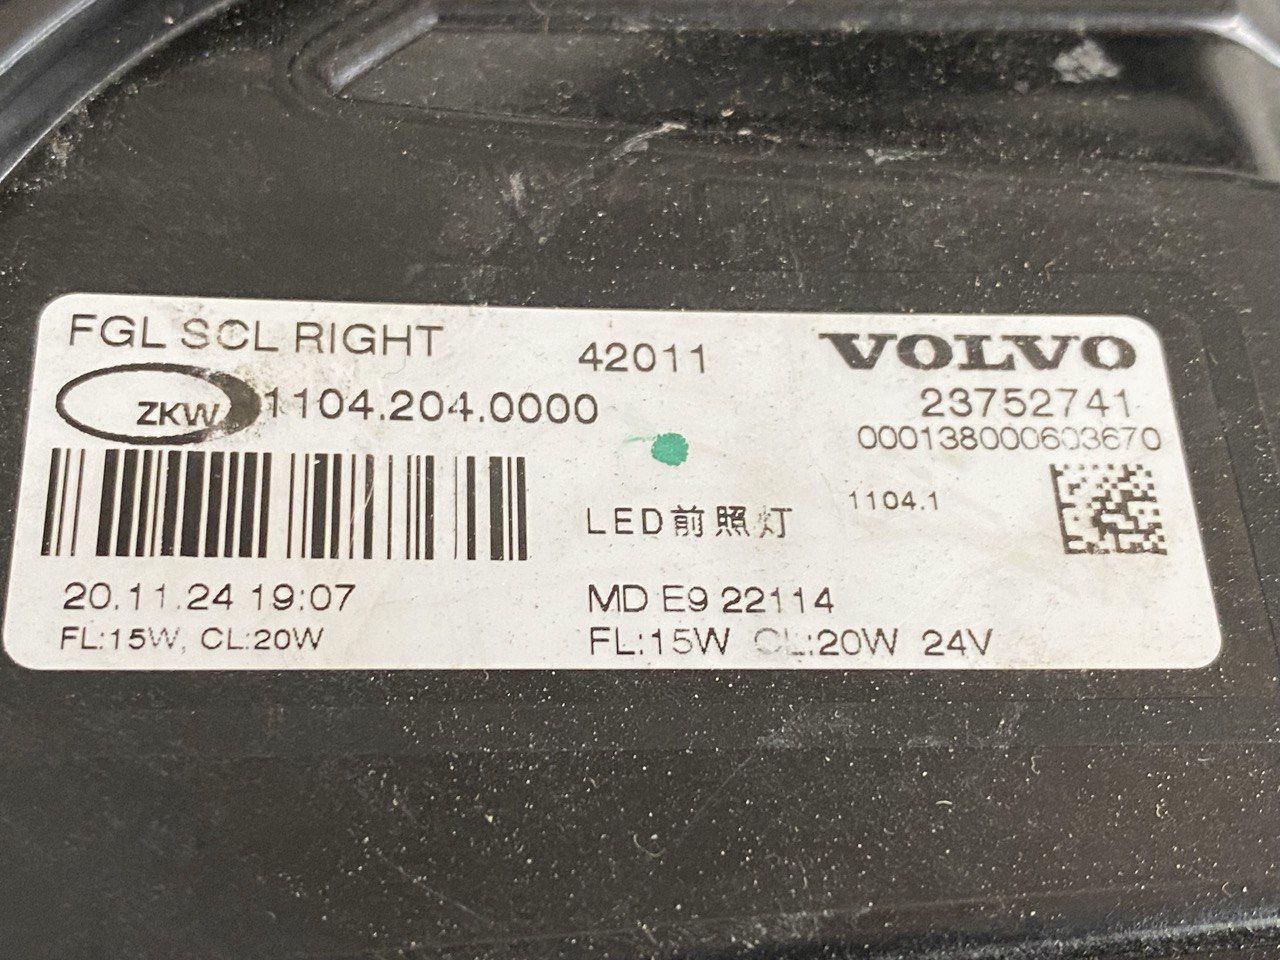 FGL SCL RIGHT
42011
VOLVO
ZKW
1104.204.0000
23752741
000138000603670
LED前照灯
1104.1
20.11.24 19:07
MD E9 22114
FL:15W, CL:20W
FL:15W CL:20W 24V